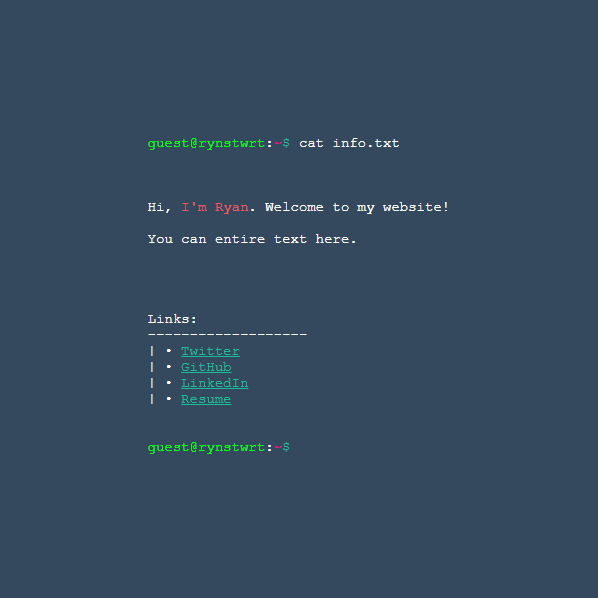 guest@rynstwrt:~$ cat info.txt
Hi, I'm Ryan. Welcome to my website!
You can entire text here.
Links:
-------------------
| • Twitter
| • GitHub
| • LinkedIn
| • Resume
guest@rynstwrt:~$